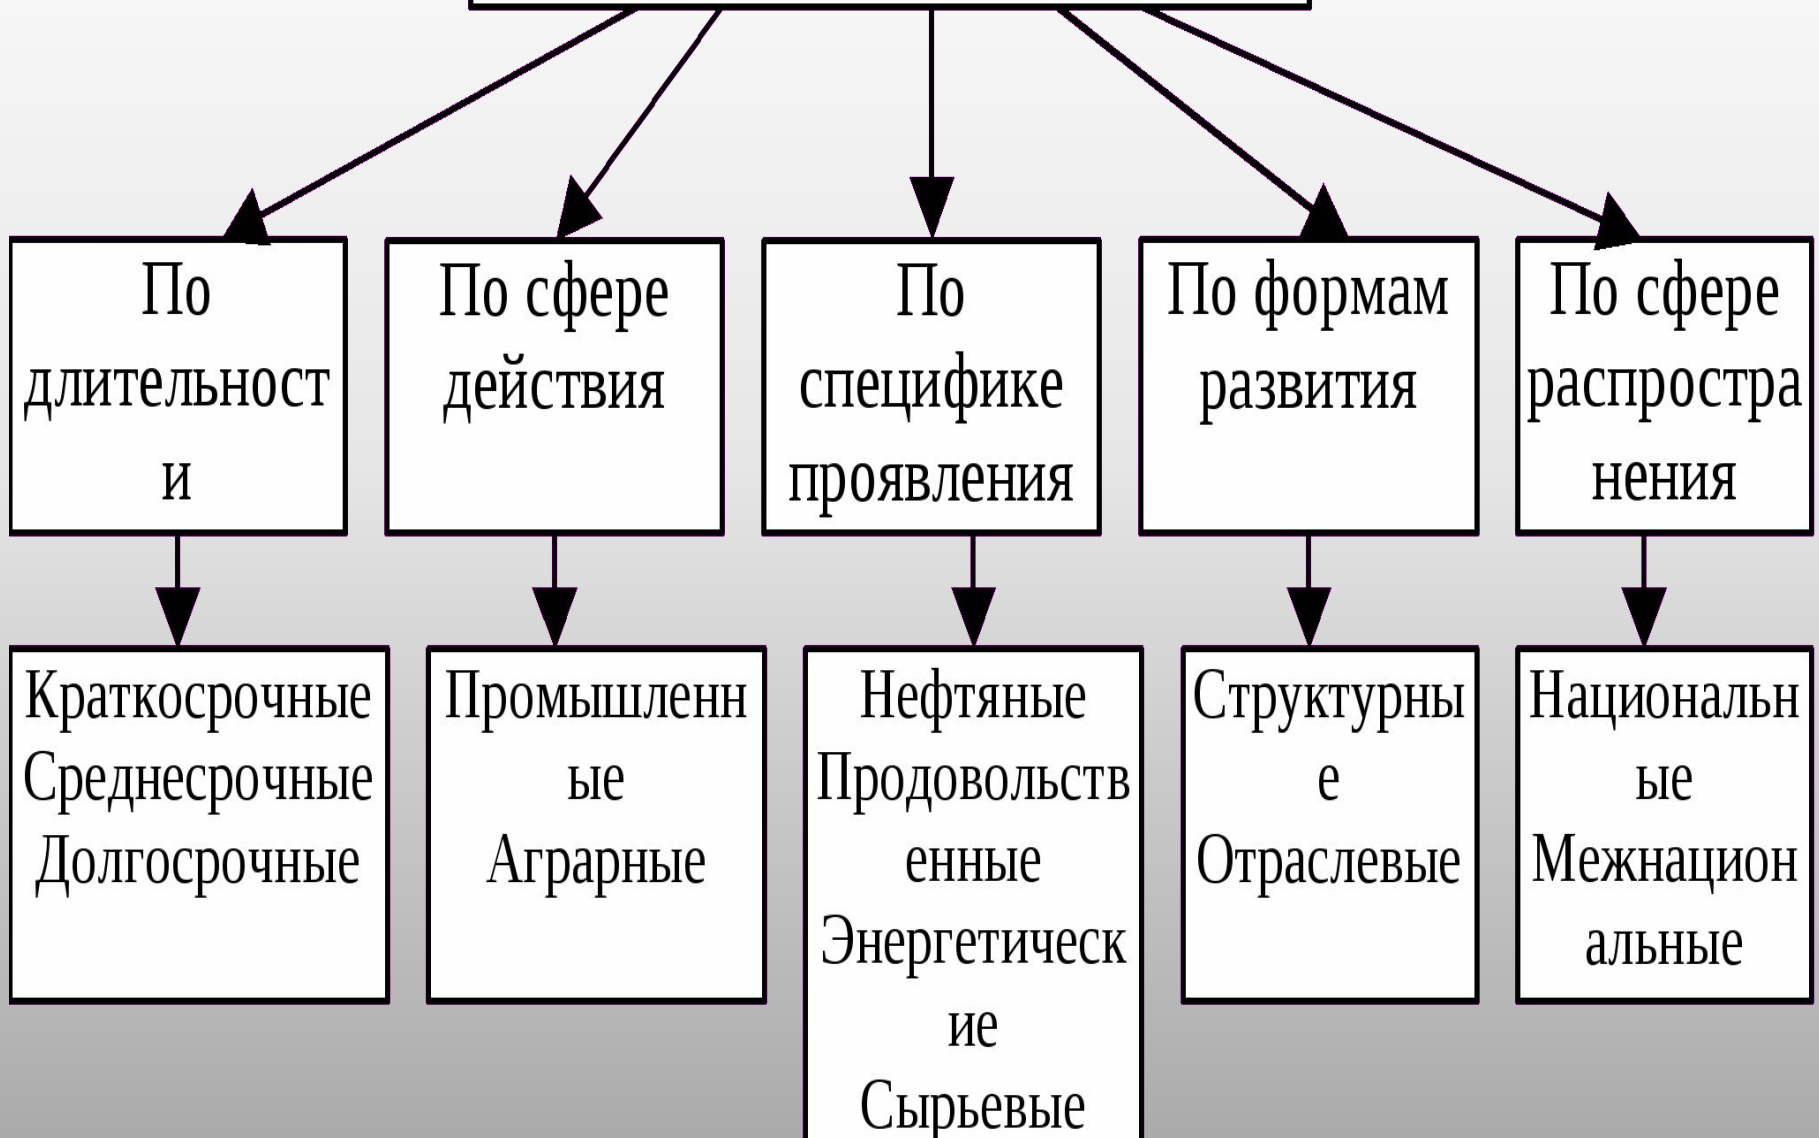 По
длительност
и
По сфере
действия
По
специфике
проявления
По формам
развития
По сфере
распростра
нения
Краткосрочные
Среднесрочные
Долгосрочные
Промышленн
ые
Аграрные
Нефтяные
Продовольств
енные
Энергетическ
ие
Сырьевые
Структурны
е
Отраслевые
Национальн
ые
Межнацион
альные